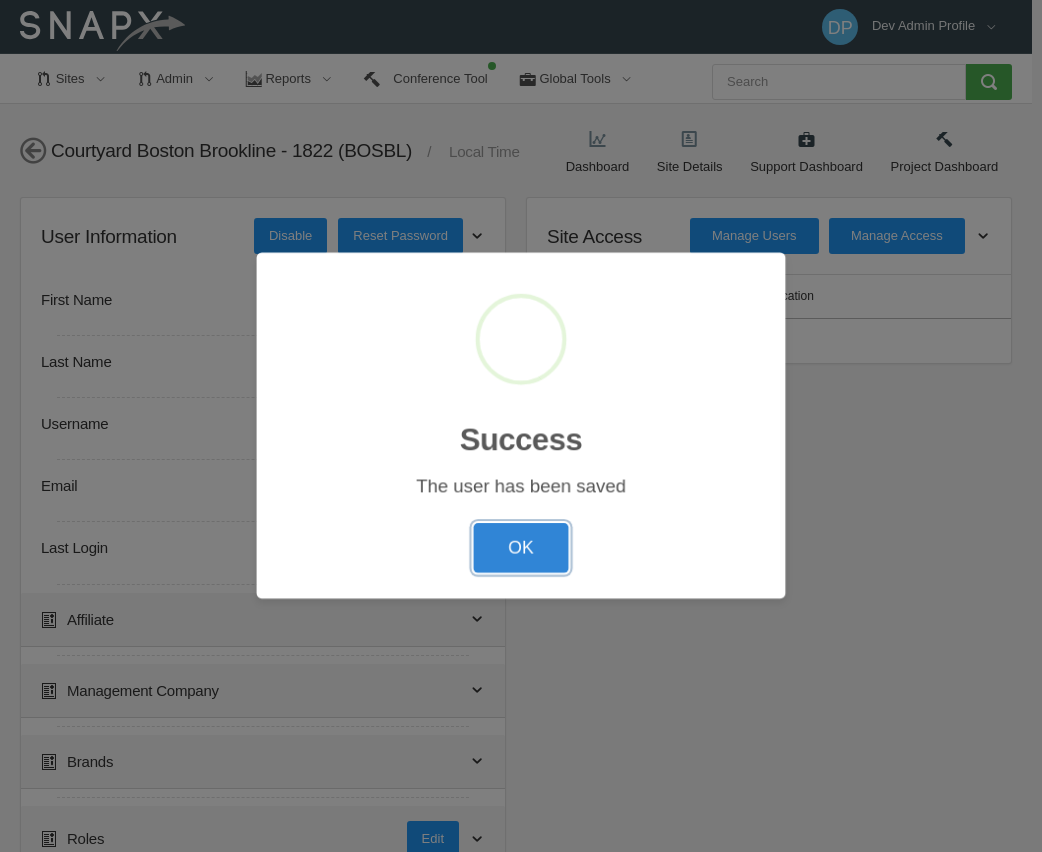 SNAPX
DP
Dev Admin Profile
Sites
Admin
Reports
Conference Tool
Global Tools
Search
Courtyard Boston Brookline - 1822 (BOSBL) / Local Time
Dashboard
Site Details
Support Dashboard
Project Dashboard
User Information
Disable
Reset Password
Site Access
Manage Users
Manage Access
First Name
Last Name
Username
Email
Last Login
Success
The user has been saved
OK
Affiliate
Management Company
Brands
Roles
Edit